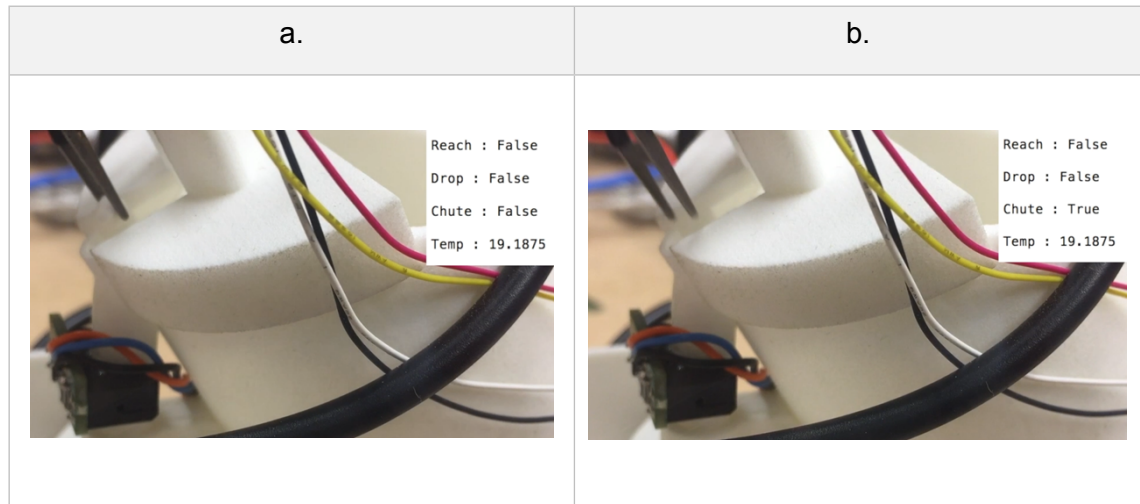 a.
b.
Reach : False
Drop : False
Chute : False
Temp : 19.1875
Reach : False
Drop : False
Chute : True
Temp : 19.1875